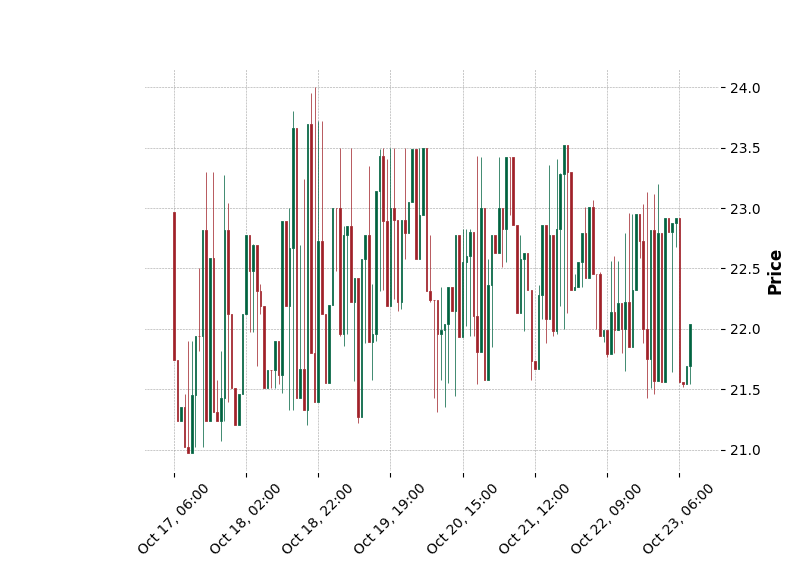 24.0
23.5
23.0
22.5
22.0
21.5
21.0
Price
Oct 17, 06:00
Oct 18, 02:00
Oct 18, 22:00
Oct 19, 19:00
Oct 20, 15:00
Oct 21, 12:00
Oct 22, 09:00
Oct 23, 06:00